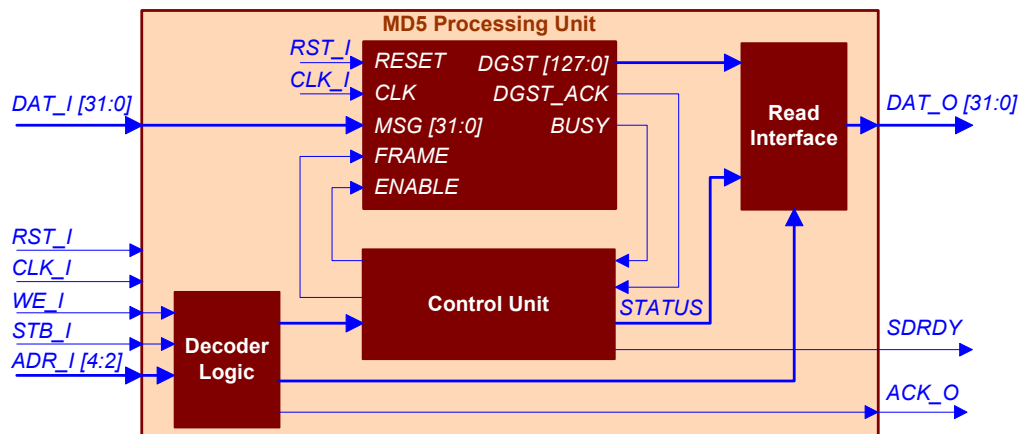 MD5 Processing Unit
RST_I
CLK_I
RESET
CLK
MSG [31:0]
FRAME
ENABLE
DGST [127:0]
DGST_ACK
BUSY
DAT_I [31:0]
Read
Interface
DAT_O [31:0]
RST_I
CLK_I
WE_I
STB_I
ADR_I [4:2]
Decoder
Logic
Control Unit
STATUS
SDRDY
ACK_O